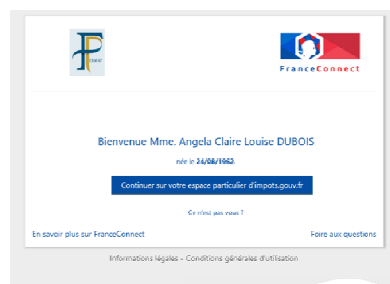 FranceConnect
Bienvenue Mme. Angela Claire Louise DUBOIS
née le 24/08/1962
Continuer sur votre espace particulier d'impots.gouv.fr
Ce n'est pas vous ?
En savoir plus sur FranceConnect
Foire aux questions
Informations légales - Conditions générales d'utilisation